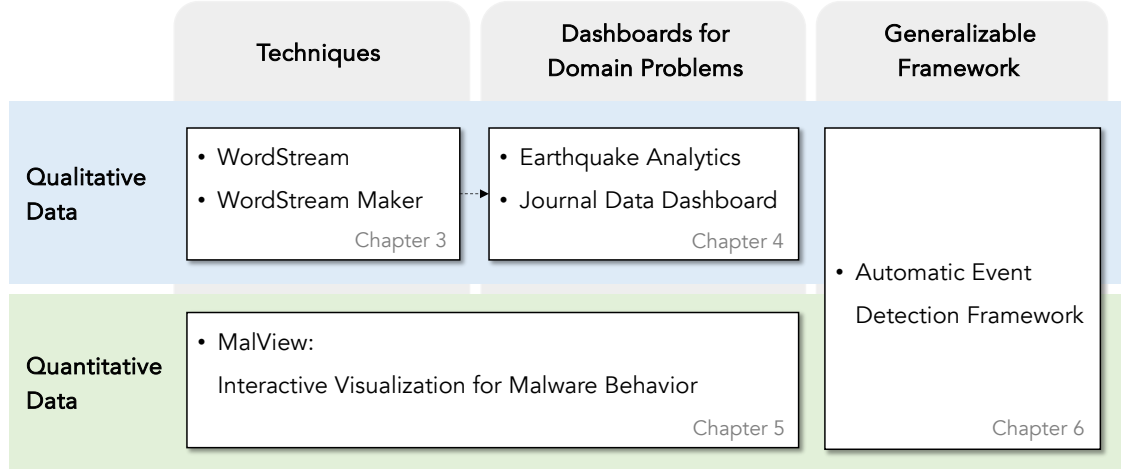 Techniques
Dashboards for
Domain Problems
Generalizable
Framework
Qualitative
Data
• WordStream
• WordStream Maker
Chapter 3
• Earthquake Analytics
• Journal Data Dashboard
Chapter 4
• Automatic Event
Detection Framework
Chapter 6
Quantitative
Data
• MalView:
Interactive Visualization for Malware Behavior
Chapter 5